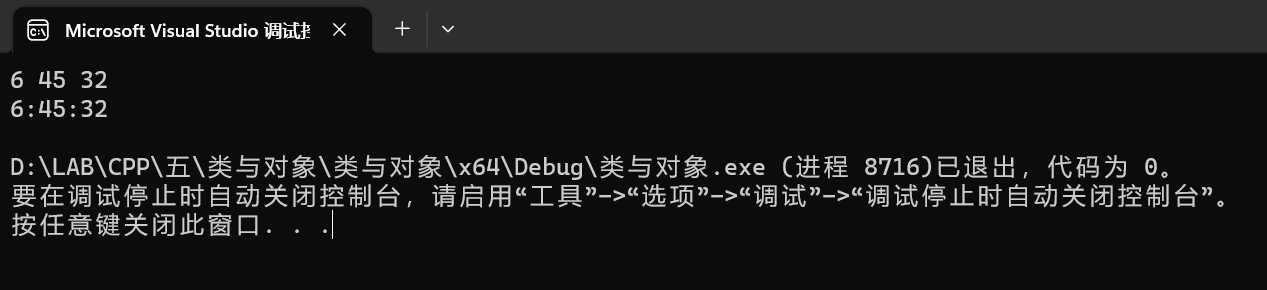 Microsoft Visual Studio 调试控
6 45 32
6:45:32
D:\LAB\CPP\五\类与对象\类与对象\x64\Debug\类与对象.exe (进程 8716)已退出，代码为 0。
要在调试停止时自动关闭控制台，请启用“工具”->“选项”->“调试”->“调试停止时自动关闭控制台”。
按任意键关闭此窗口. . .